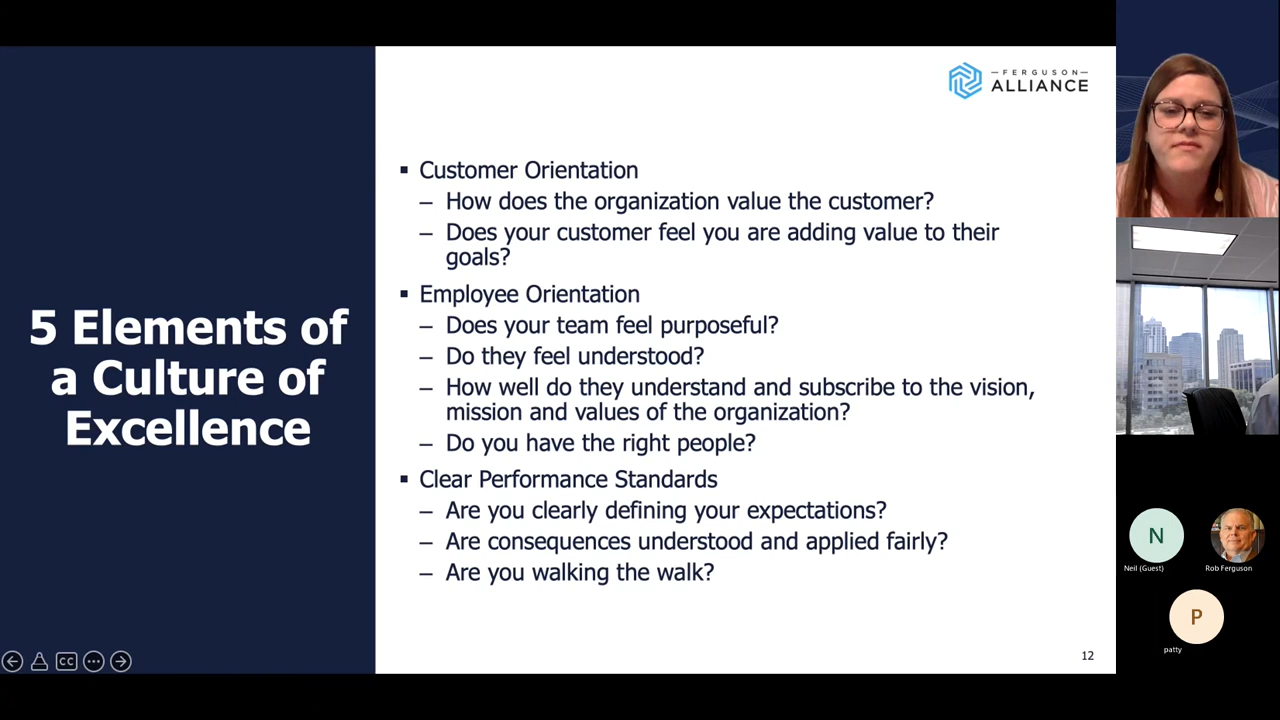 5 Elements of
a Culture of
Excellence
FERGUSON
ALLIANCE
▪ Customer Orientation
– How does the organization value the customer?
– Does your customer feel you are adding value to their
goals?
▪ Employee Orientation
– Does your team feel purposeful?
– Do they feel understood?
– How well do they understand and subscribe to the vision,
mission and values of the organization?
– Do you have the right people?
▪ Clear Performance Standards
– Are you clearly defining your expectations?
– Are consequences understood and applied fairly?
– Are you walking the walk?
12
CC
N
Neil (Guest)
Rob Ferguson
P
patty